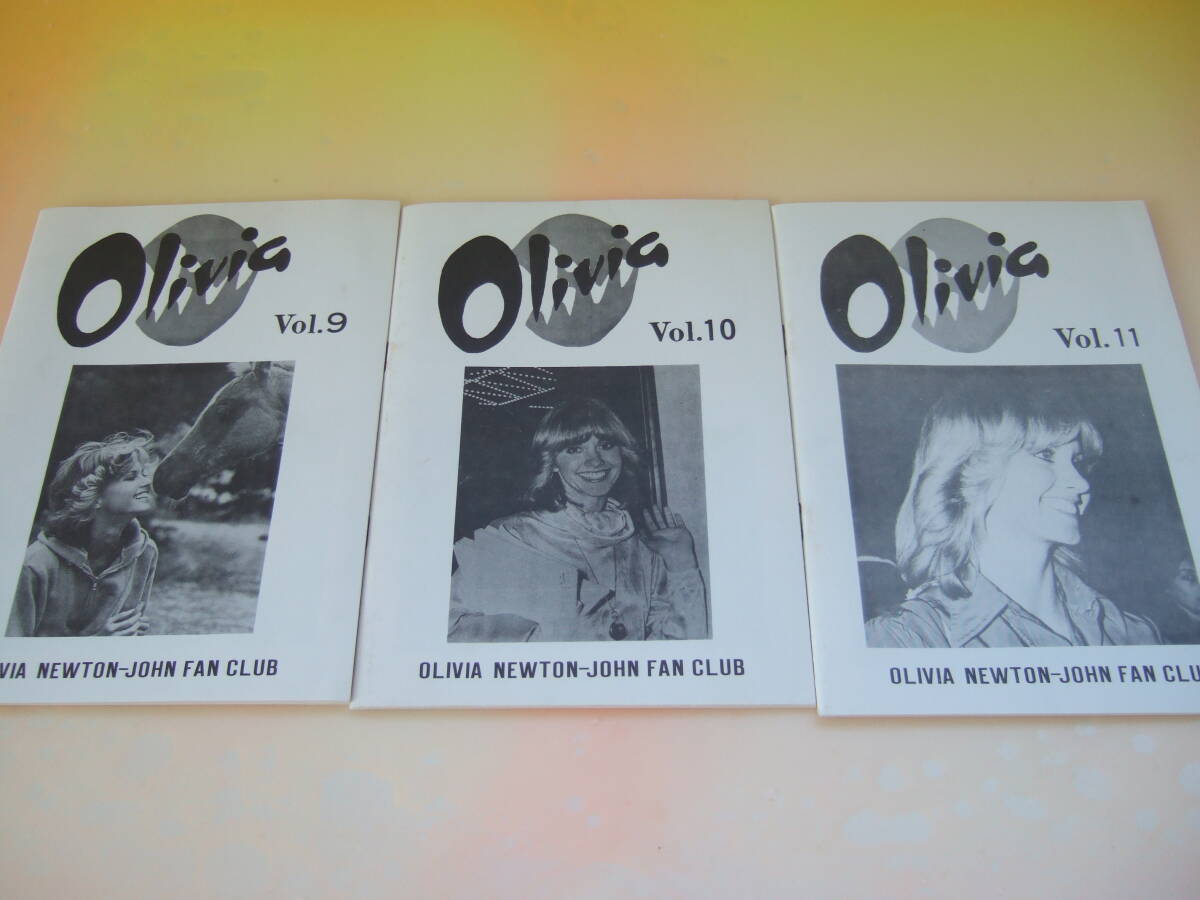 Olivia
Vol.9
VIA NEWTON-JOHN FAN CLUB
Olivia
Vol.10
OLIVIA NEWTON-JOHN FAN CLUB
Olivia
Vol.11
OLIVIA NEWTON-JOHN FAN CLU